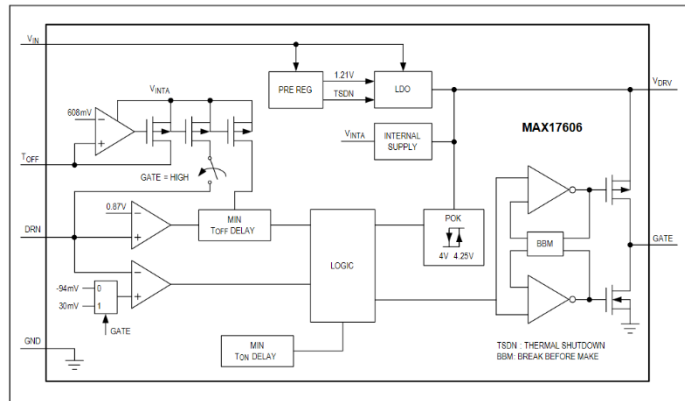 VIN
1.21V
PRE REG
TSDN
LDO
VDRV
VINTA
MAX17606
608mV
VINTA
INTERNAL
SUPPLY
TOFF
GATE = HIGH
0.87V
MIN
TOFF DELAY
POK
4V 4.25V
DRN
LOGIC
BBM
GATE
-94mV
0
30mV
1
GATE
MIN
TON DELAY
GND
TSDN : THERMAL SHUTDOWN
BBM: BREAK BEFORE MAKE